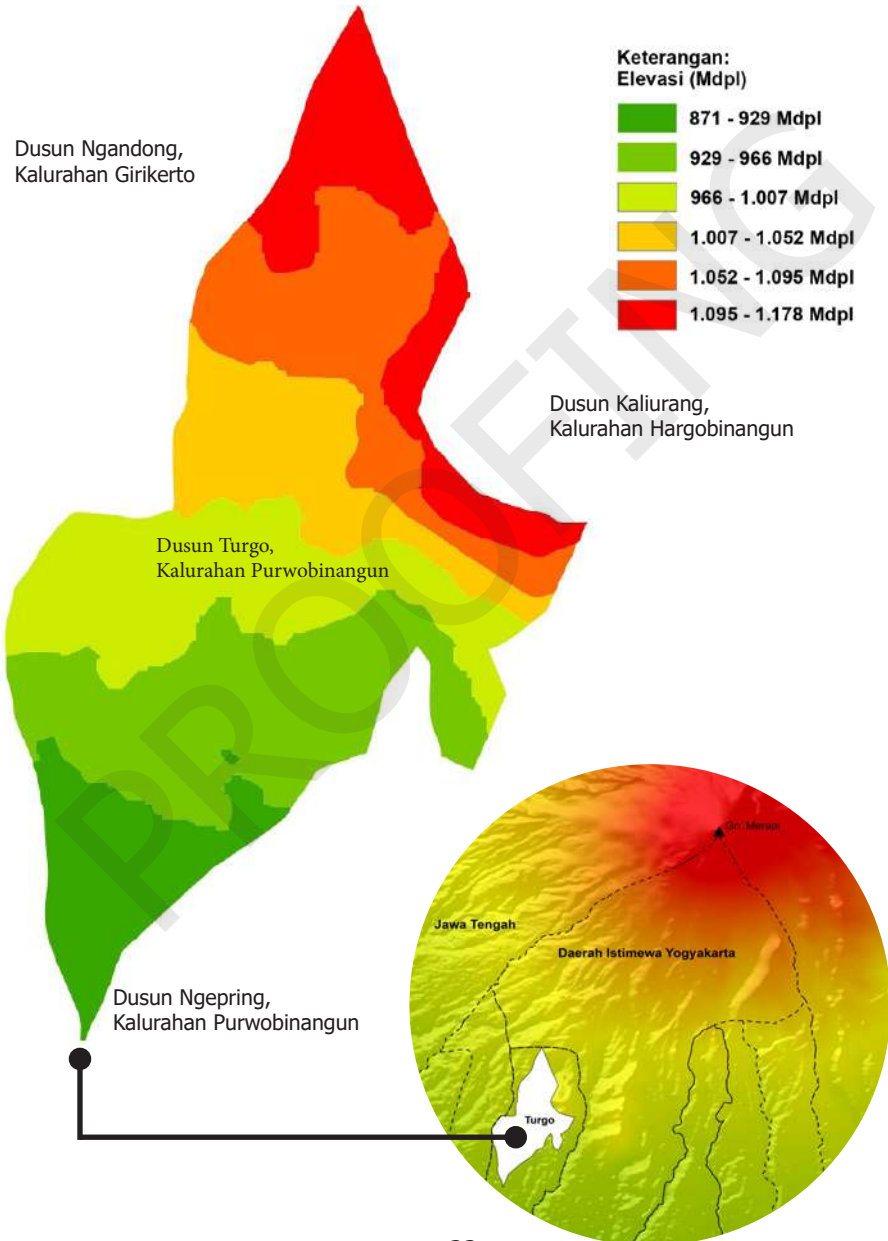 Keterangan:
Elevasi (Mdpl)
871 - 929 Mdpl
929 - 966 Mdpl
966 - 1.007 Mdpl
1.007 - 1.052 Mdpl
1.052 - 1.095 Mdpl
1.095 - 1.178 Mdpl
Dusun Ngandong,
Kalurahan Girikerto
Dusun Kaliurang,
Kalurahan Hargobinangun
Dusun Turgo,
Kalurahan Purwobinangun
Dusun Ngepring,
Kalurahan Purwobinangun
Gn. Merapi
Jawa Tengah
Daerah Istimewa Yogyakarta
Turgo
PROOFING